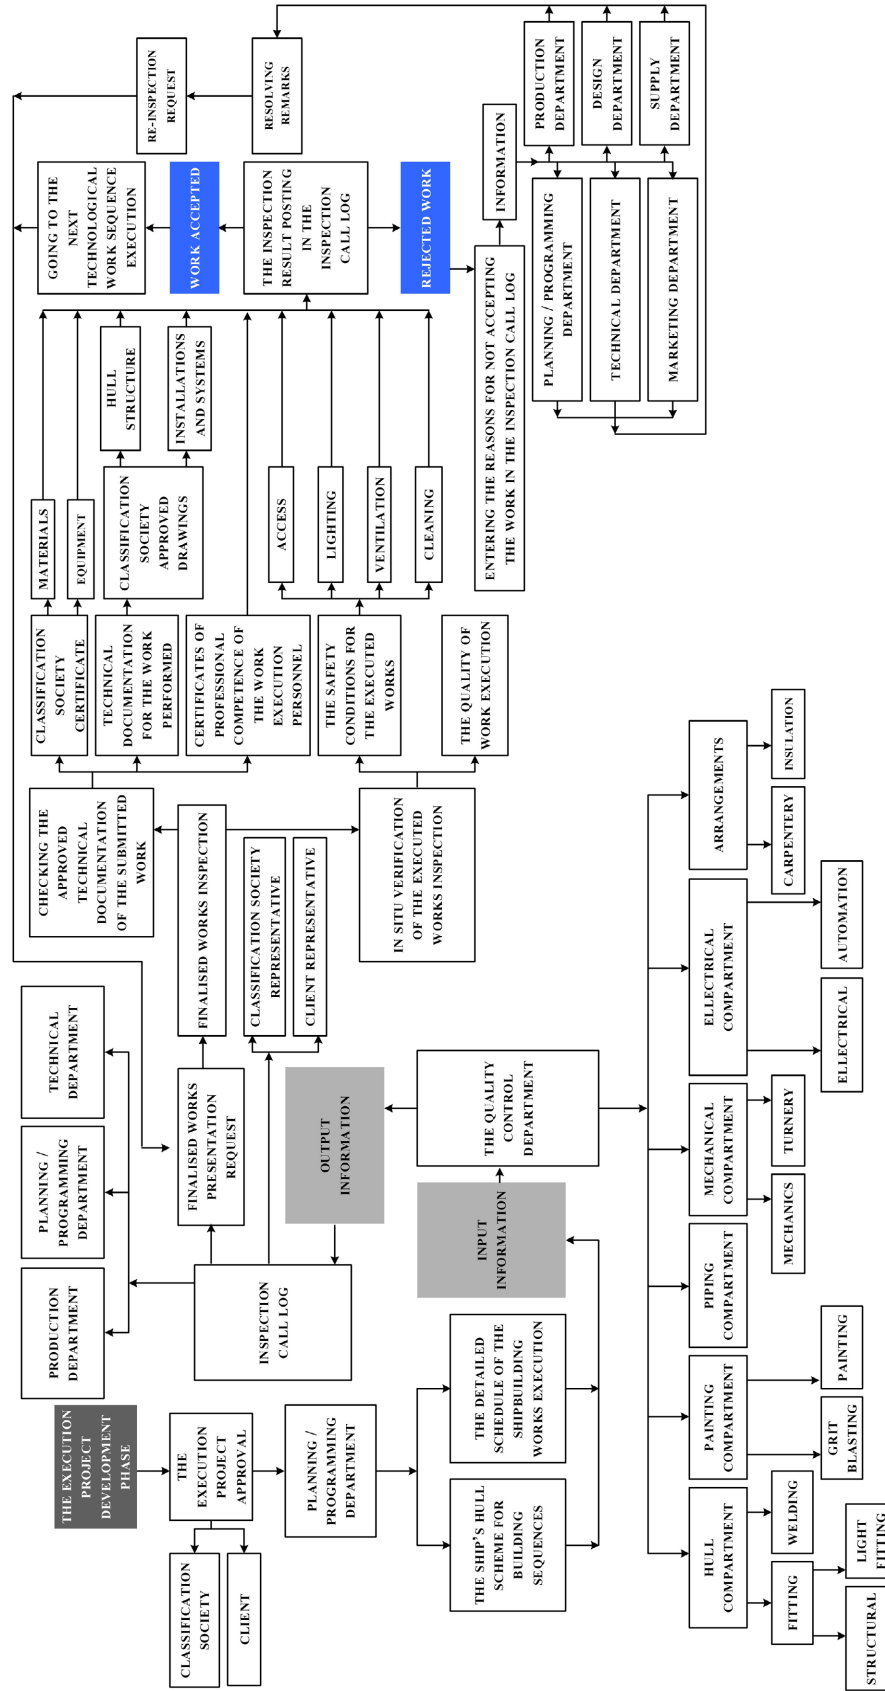 THE EXECUTION
PROJECT
DEVELOPMENT
PHASE
THE
EXECUTION
PROJECT
APPROVAL
CLASSIFICATION
SOCIETY
CLIENT
PLANNING /
PROGRAMMING
DEPARTMENT
THE SHIP'S HULL
SCHEME FOR
BUILDING
SEQUENCES
THE DETAILED
SCHEDULE OF THE
SHIPBUILDING
WORKS EXECUTION
INPUT
INFORMATION
THE QUALITY
CONTROL
DEPARTMENT
OUTPUT
INFORMATION
INSPECTION
CALL LOG
PRODUCTION
DEPARTMENT
PLANNING /
PROGRAMMING
DEPARTMENT
TECHNICAL
DEPARTMENT
FINALISED WORKS
PRESENTATION
REQUEST
FINALISED WORKS INSPECTION
CLASSIFICATION SOCIETY
REPRESENTATIVE
CLIENT REPRESENTATIVE
CHECKING THE
APPROVED
TECHNICAL
DOCUMENTATION
OF THE SUBMITTED
WORK
IN SITU VERIFICATION
OF THE EXECUTED
WORKS INSPECTION
CLASSIFICATION
SOCIETY
CERTIFICATE
TECHNICAL
DOCUMENTATION
FOR THE WORK
PERFORMED
CERTIFICATES OF
PROFESSIONAL
COMPETENCE OF
THE WORK
EXECUTION
PERSONNEL
THE SAFETY
CONDITIONS FOR
THE EXECUTED
WORKS
THE QUALITY OF
WORK EXECUTION
MATERIALS
EQUIPMENT
CLASSIFICATION
SOCIETY
APPROVED
DRAWINGS
HULL
STRUCTURE
INSTALLATIONS
AND SYSTEMS
ACCESS
LIGHTING
VENTILATION
CLEANING
GOING TO THE
NEXT
TECHNOLOGICAL
WORK SEQUENCE
EXECUTION
WORK ACCEPTED
THE INSPECTION
RESULT POSTING
IN THE
INSPECTION
CALL LOG
REJECTED WORK
RE-INSPECTION
REQUEST
RESOLVING
REMARKS
ENTERING THE REASONS FOR NOT ACCEPTING
THE WORK IN THE INSPECTION CALL LOG
INFORMATION
PLANNING / PROGRAMMING
DEPARTMENT
TECHNICAL DEPARTMENT
MARKETING DEPARTMENT
PRODUCTION
DEPARTMENT
DESIGN
DEPARTMENT
SUPPLY
DEPARTMENT
HULL
COMPARTMENT
PAINTING
COMPARTMENT
PIPING
COMPARTMENT
MECHANICAL
COMPARTMENT
ELLECTRICAL
COMPARTMENT
ARRANGEMENTS
FITTING
WELDING
STRUCTURAL
LIGHT
FITTING
GRIT
BLASTING
PAINTING
MECHANICS
TURNERY
ELLECTRICAL
AUTOMATION
CARPENTERY
INSULATION